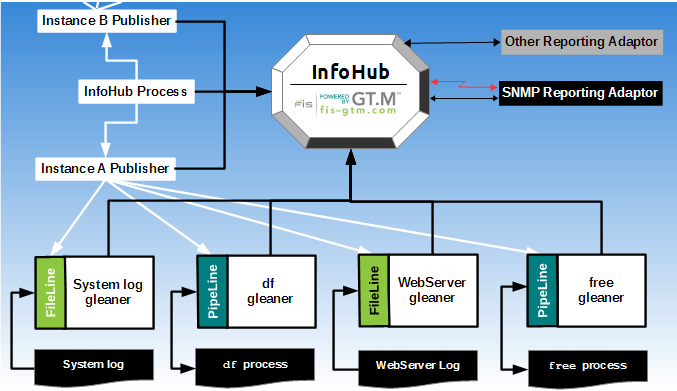 Instance B Publisher
Other Reporting Adaptor
InfoHub
InfoHub Process
SNMP Reporting Adaptor
fis
POWERED BY GT.M™
fis-gtm.com
Instance A Publisher
FileLine
System log
gleaner
PipeLine
df
gleaner
FileLine
WebServer
gleaner
PipeLine
free
gleaner
System log
df process
WebServer Log
free process